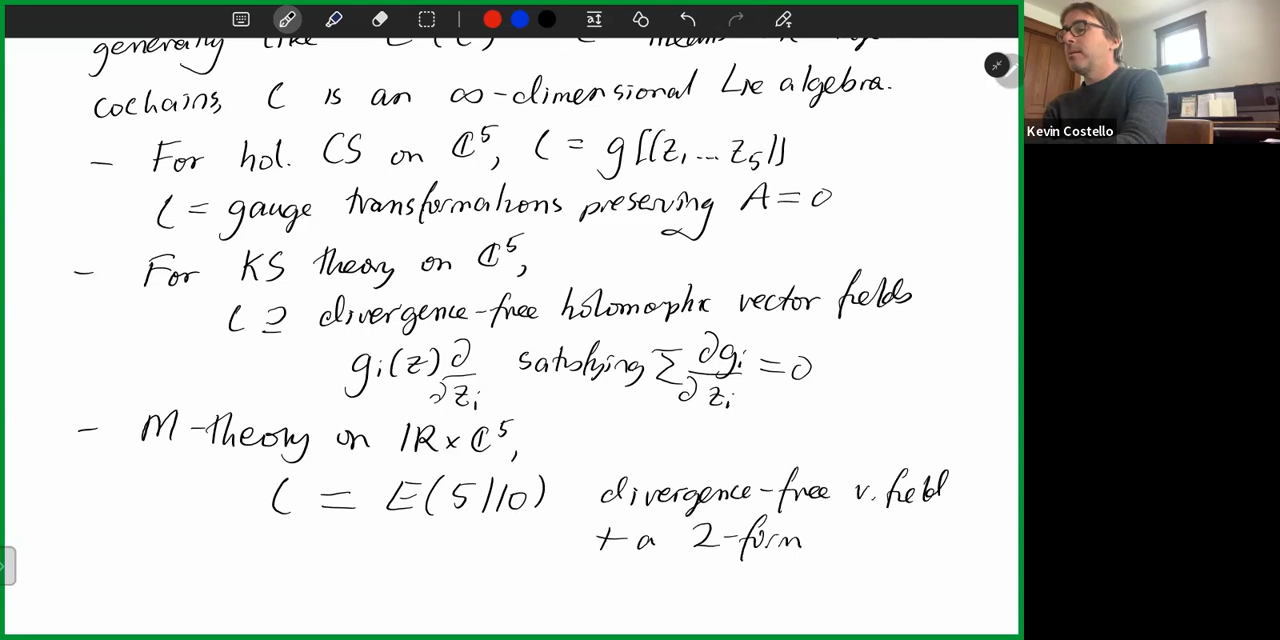 generally like
cochains, L is an ∞-dimensional Lie algebra.
- For hol. CS on ℂ⁵, L = g[[z₁ ... z₅]]
L = gauge transformations preserving A = 0
- For KS theory on ℂ⁵,
L ⊇ divergence-free holomorphic vector fields
gᵢ(z) ∂/∂zᵢ satisfying Σ ∂gᵢ/∂zᵢ = 0
- M-theory on ℝ × ℂ⁵,
L = E(5|10) divergence-free v. field
+ a 2-form
Kevin Costello